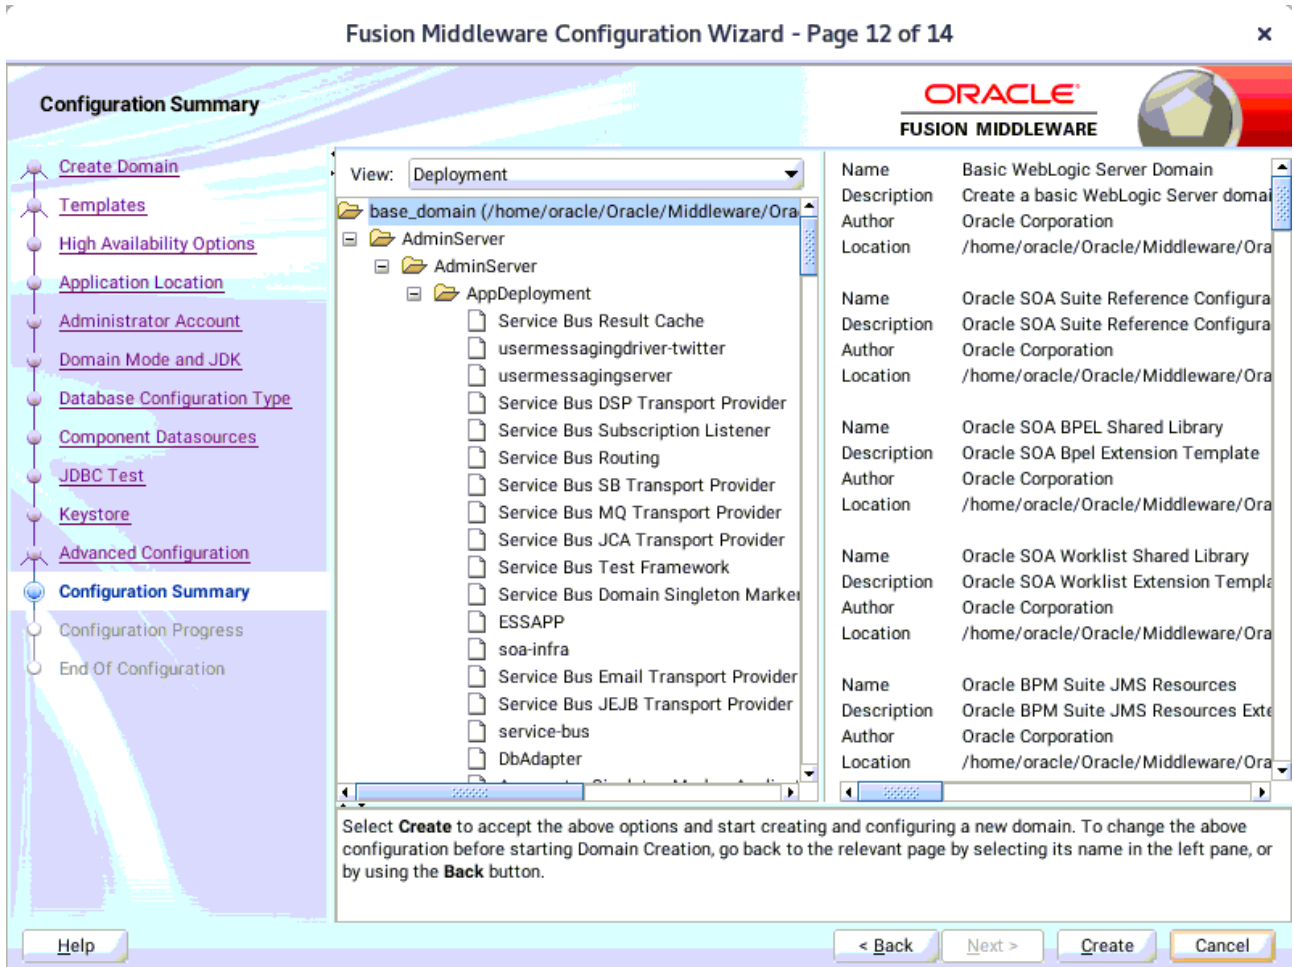 Fusion Middleware Configuration Wizard - Page 12 of 14
Configuration Summary
ORACLE
FUSION MIDDLEWARE
Create Domain
Templates
High Availability Options
Application Location
Administrator Account
Domain Mode and JDK
Database Configuration Type
Component Datasources
JDBC Test
Keystore
Advanced Configuration
Configuration Summary
Configuration Progress
End Of Configuration
View: Deployment
base_domain (/home/oracle/Oracle/Middleware/Ora
AdminServer
AdminServer
AppDeployment
Service Bus Result Cache
usermessagingdriver-twitter
usermessagingserver
Service Bus DSP Transport Provider
Service Bus Subscription Listener
Service Bus Routing
Service Bus SB Transport Provider
Service Bus MQ Transport Provider
Service Bus JCA Transport Provider
Service Bus Test Framework
Service Bus Domain Singleton Marker
ESSAPP
soa-infra
Service Bus Email Transport Provider
Service Bus JEJB Transport Provider
service-bus
DbAdapter
Name Basic WebLogic Server Domain
Description Create a basic WebLogic Server domai
Author Oracle Corporation
Location /home/oracle/Oracle/Middleware/Ora
Name Oracle SOA Suite Reference Configura
Description Oracle SOA Suite Reference Configura
Author Oracle Corporation
Location /home/oracle/Oracle/Middleware/Ora
Name Oracle SOA BPEL Shared Library
Description Oracle SOA Bpel Extension Template
Author Oracle Corporation
Location /home/oracle/Oracle/Middleware/Ora
Name Oracle SOA Worklist Shared Library
Description Oracle SOA Worklist Extension Templa
Author Oracle Corporation
Location /home/oracle/Oracle/Middleware/Ora
Name Oracle BPM Suite JMS Resources
Description Oracle BPM Suite JMS Resources Exte
Author Oracle Corporation
Location /home/oracle/Oracle/Middleware/Ora
Select Create to accept the above options and start creating and configuring a new domain. To change the above
configuration before starting Domain Creation, go back to the relevant page by selecting its name in the left pane, or
by using the Back button.
Help
< Back
Next >
Create
Cancel